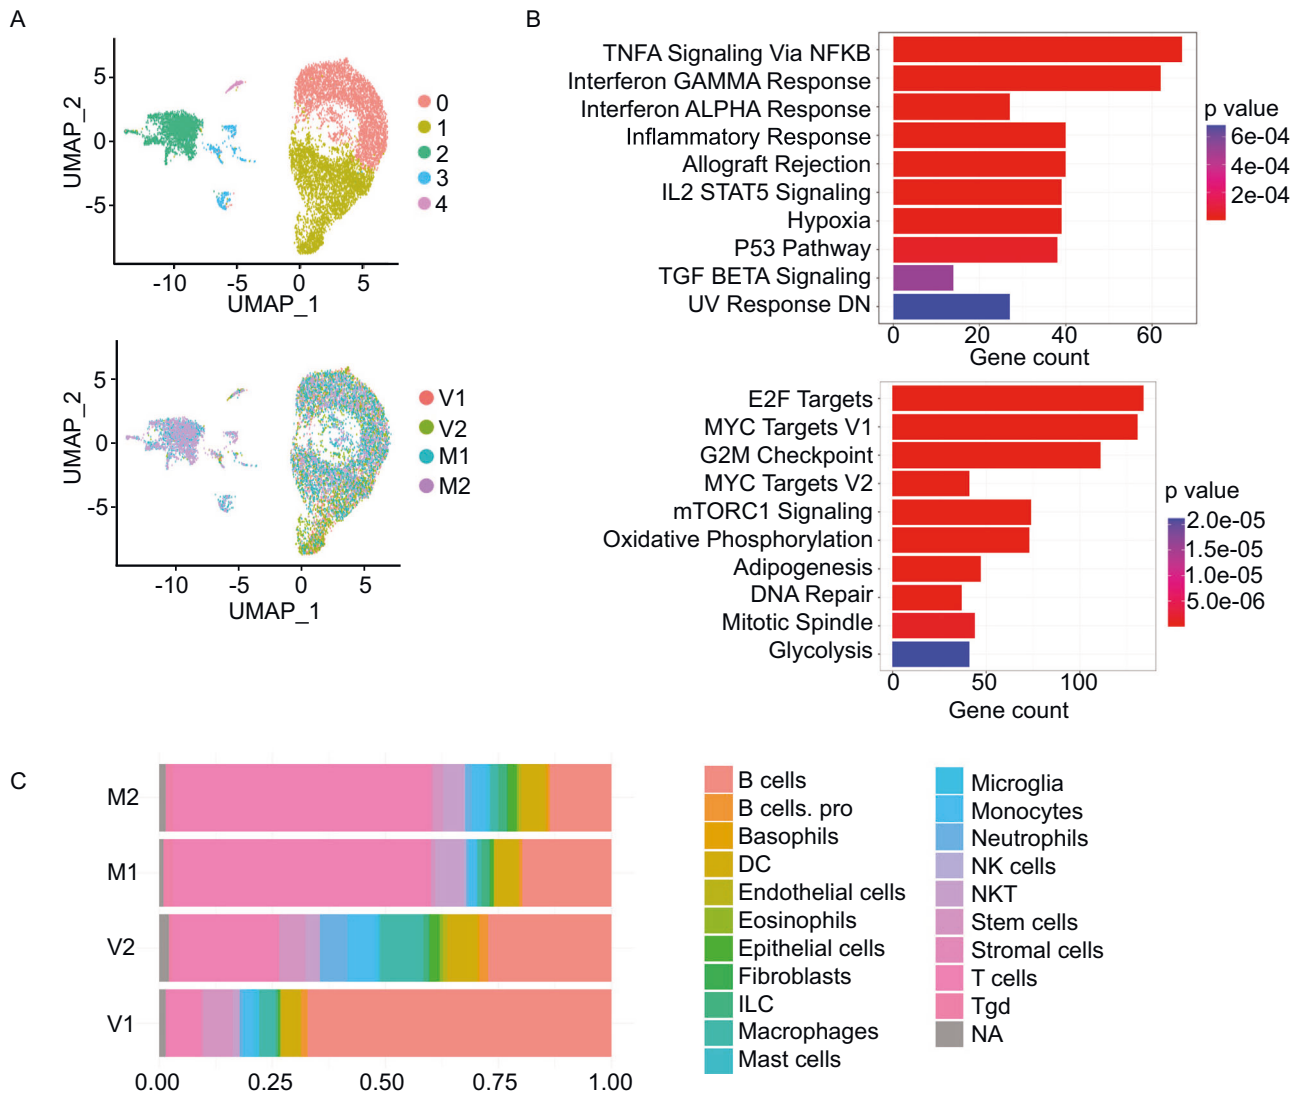 A
UMAP_2
5
0
-5
-10
-5
0
5
UMAP_1
0
1
2
3
4
UMAP_2
5
0
-5
-10
-5
0
5
UMAP_1
V1
V2
M1
M2
B
TNFA Signaling Via NFKB
Interferon GAMMA Response
Interferon ALPHA Response
Inflammatory Response
Allograft Rejection
IL2 STAT5 Signaling
Hypoxia
P53 Pathway
TGF BETA Signaling
UV Response DN
0
20
40
60
Gene count
p value
6e-04
4e-04
2e-04
E2F Targets
MYC Targets V1
G2M Checkpoint
MYC Targets V2
mTORC1 Signaling
Oxidative Phosphorylation
Adipogenesis
DNA Repair
Mitotic Spindle
Glycolysis
0
50
100
Gene count
p value
2.0e-05
1.5e-05
1.0e-05
5.0e-06
C
M2
M1
V2
V1
0.00
0.25
0.50
0.75
1.00
B cells
B cells. pro
Basophils
DC
Endothelial cells
Eosinophils
Epithelial cells
Fibroblasts
ILC
Macrophages
Mast cells
Microglia
Monocytes
Neutrophils
NK cells
NKT
Stem cells
Stromal cells
T cells
Tgd
NA